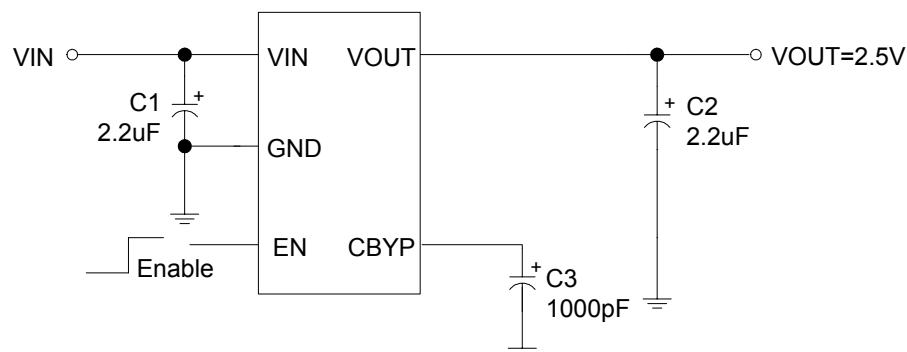 VIN
VIN
VOUT
VOUT=2.5V
C1
+
2.2uF
+
C2
2.2uF
GND
EN
CBYP
Enable
+
C3
1000pF